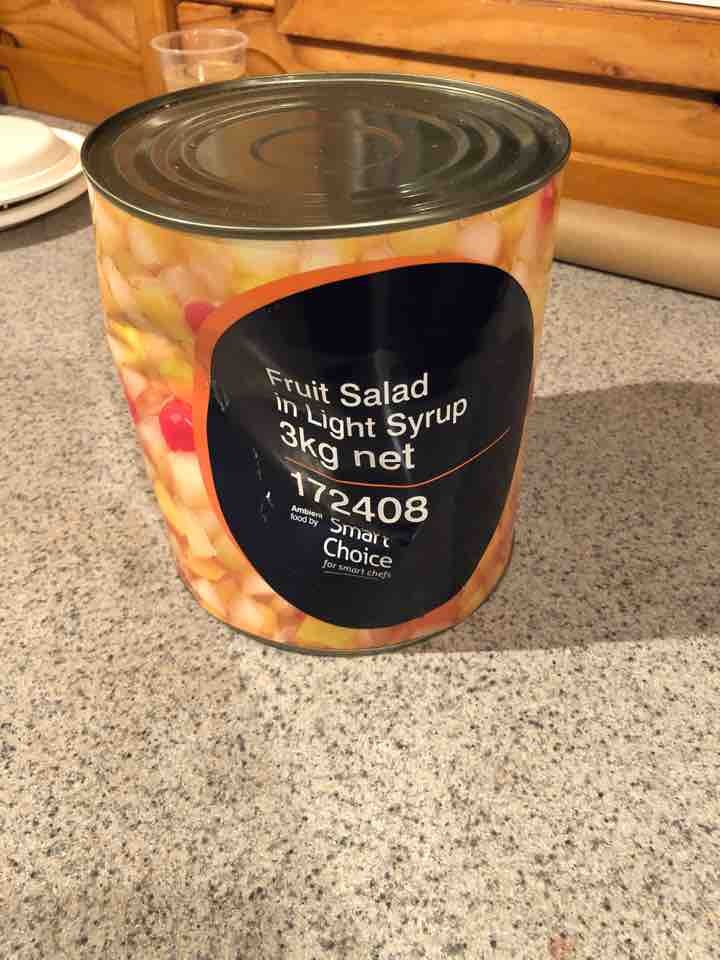 Fruit Salad
in Light Syrup
3kg net
172408
Ambient
food by
Smart
Choice
for smart chefs